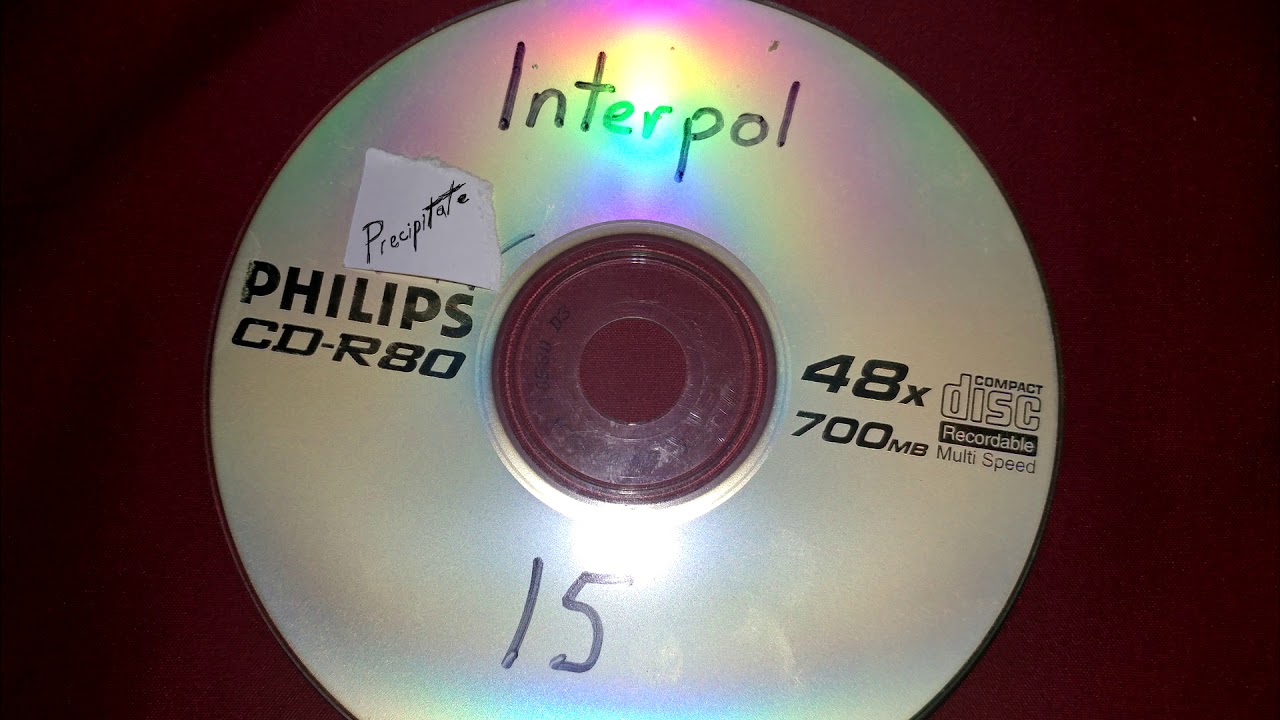 Interpol
Precipitate
PHILIPS
CD-R80
48x
700MB
COMPACT
disc
Recordable
Multi Speed
15